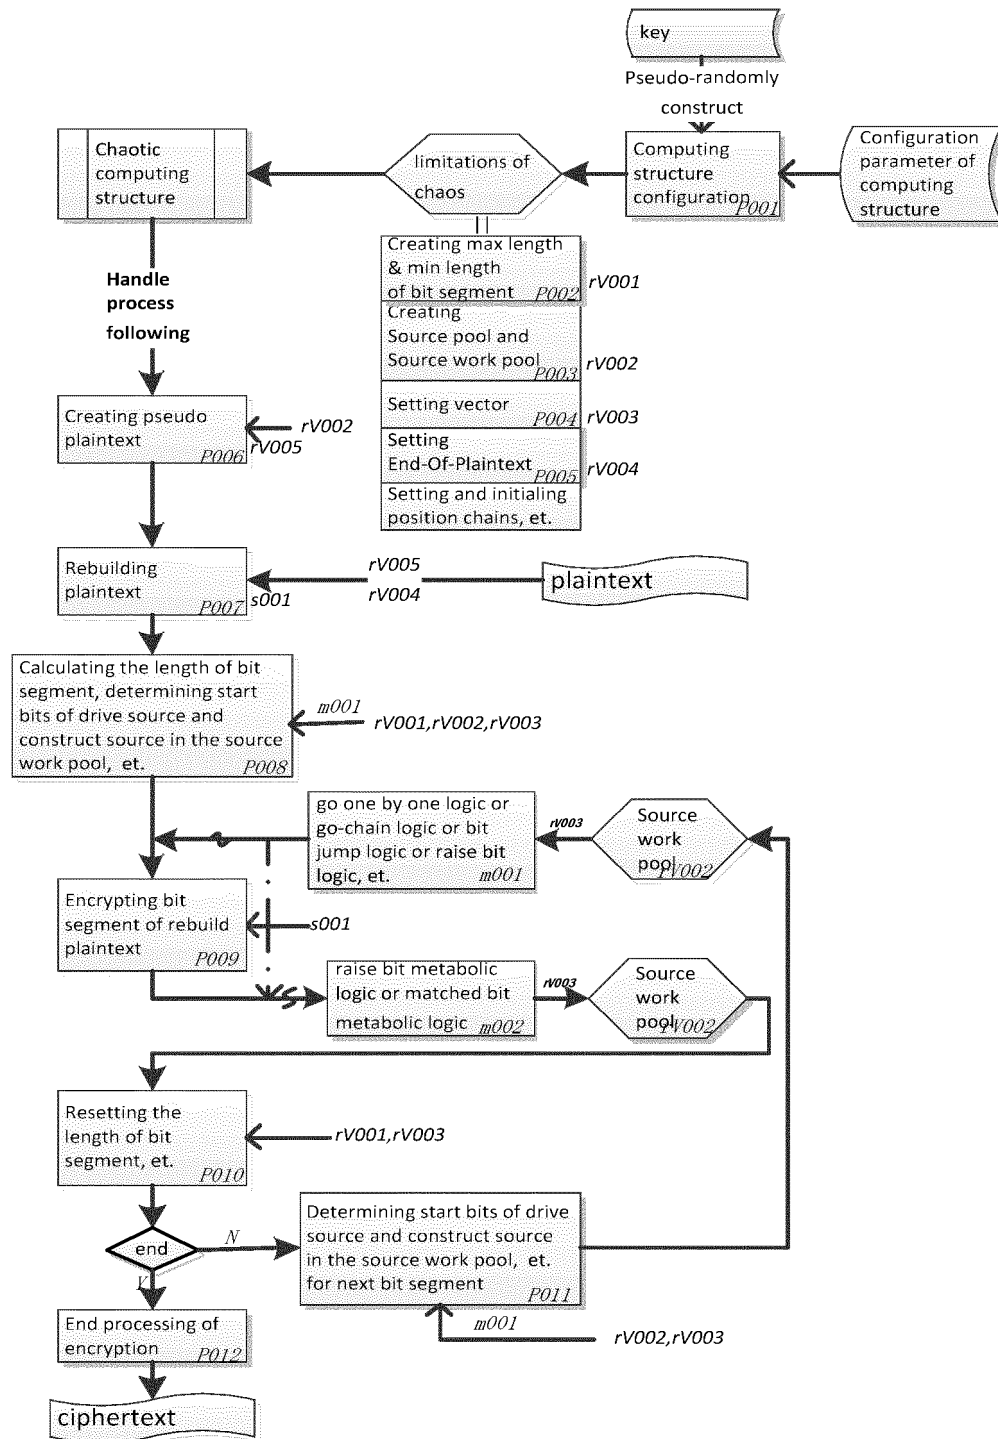 key
Pseudo-randomly
construct
Chaotic
computing
structure
limitations of
chaos
Computing
structure
configuration
P001
Configuration
parameter of
computing
structure
Creating max length
& min length
of bit segment P002
rV001
Creating
Source pool and
Source work pool
P003
rV002
Setting vector P004
rV003
Setting
End-Of-Plaintext
P005
rV004
Setting and initialing
position chains, et.
Handle
process
following
Creating pseudo
plaintext
P006
rV002
rV005
Rebuilding
plaintext
P007
s001
rV005
rV004
plaintext
Calculating the length of bit
segment, determining start
bits of drive source and
construct source in the source
work pool, et.
P008
m001
rV001,rV002,rV003
go one by one logic or
go-chain logic or bit
jump logic or raise bit
logic, et. m001
rV003
Source
work
pool
rV002
Encrypting bit
segment of rebuild
plaintext
P009
s001
raise bit metabolic
logic or matched bit
metabolic logic m002
rV003
Source
work
pool
rV002
Resetting the
length of bit
segment, et.
P010
rV001,rV003
end
N
Y
Determining start bits of drive
source and construct source
in the source work pool, et.
for next bit segment
P011
m001
rV002,rV003
End processing of
encryption
P012
ciphertext